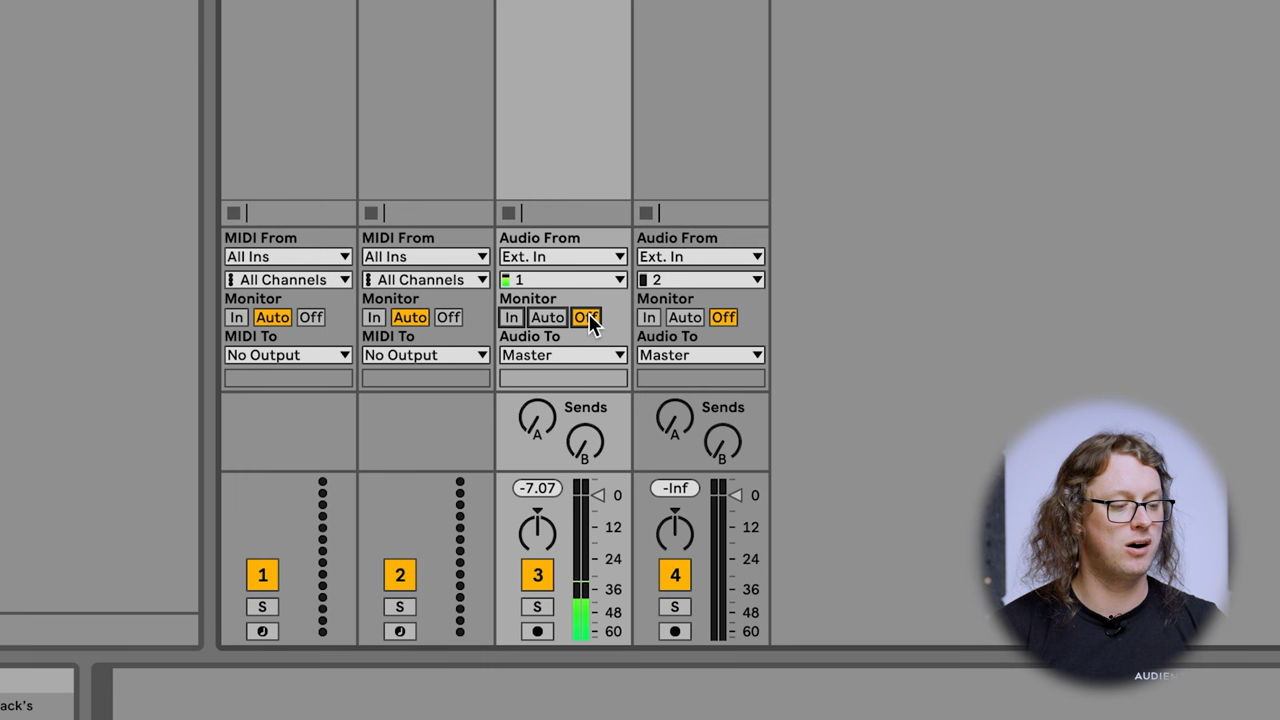 MIDI From
All Ins
All Channels
Monitor
In Auto Off
MIDI To
No Output
1
S
MIDI From
All Ins
All Channels
Monitor
In Auto Off
MIDI To
No Output
2
S
Audio From
Ext. In
1
Monitor
In Auto Off
Audio To
Master
Sends
A
B
-7.07
0
12
24
36
48
60
3
S
Audio From
Ext. In
2
Monitor
In Auto Off
Audio To
Master
Sends
A
B
-Inf
0
12
24
36
48
60
4
S
ack's